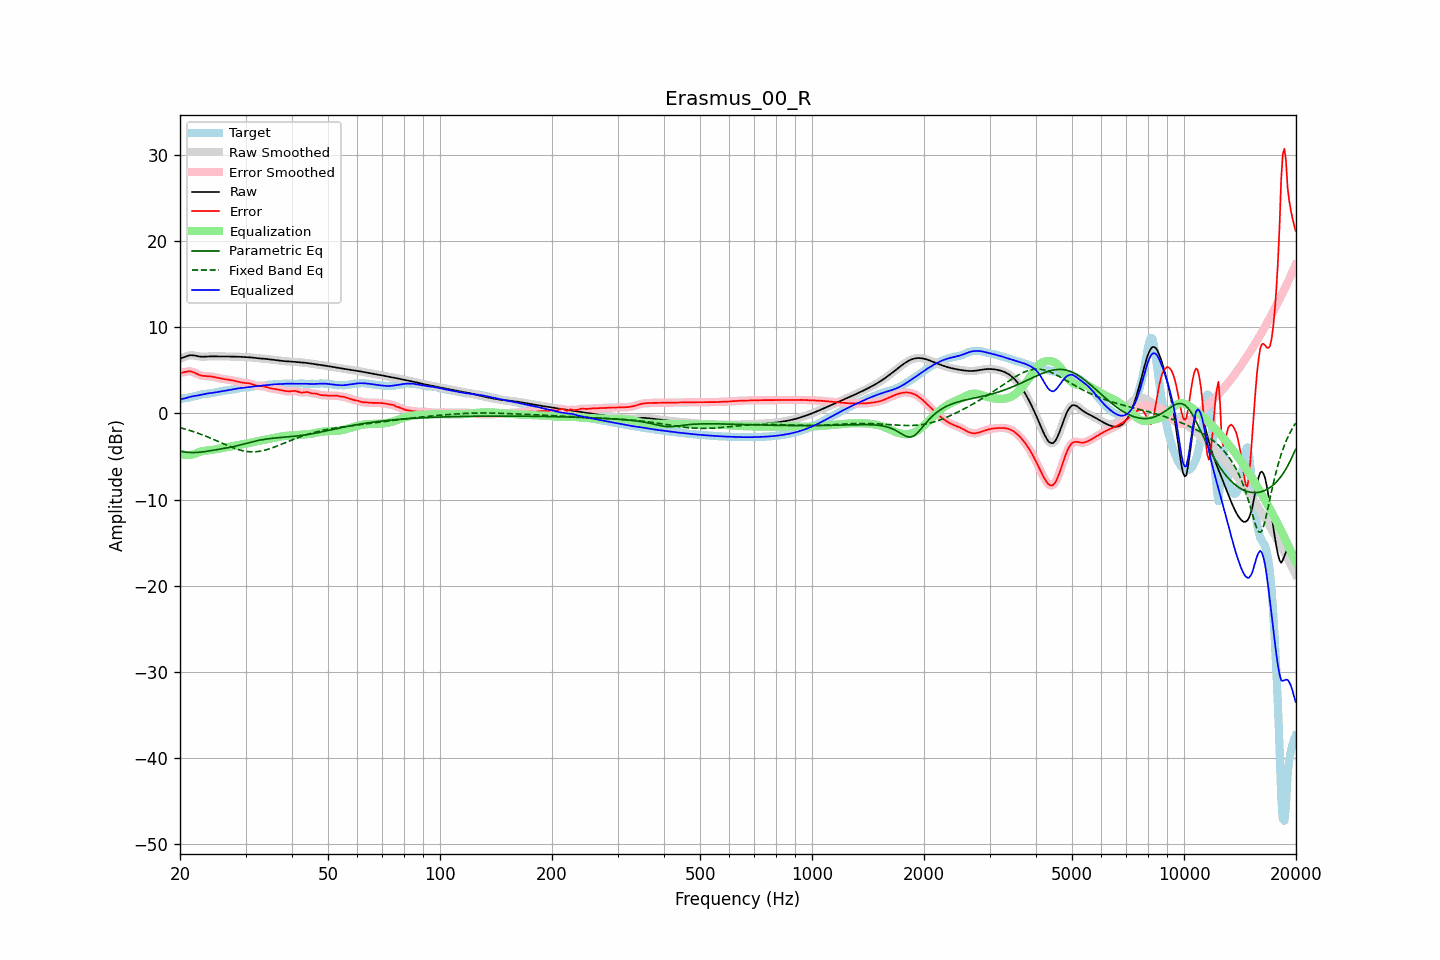 Erasmus_00_R
Target
Raw Smoothed
Error Smoothed
Raw
Error
Equalization
Parametric Eq
Fixed Band Eq
Equalized
30
20
10
0
−10
−20
−30
−40
−50
Amplitude (dBr)
20 50 100 200 500 1000 2000 5000 10000 20000
Frequency (Hz)